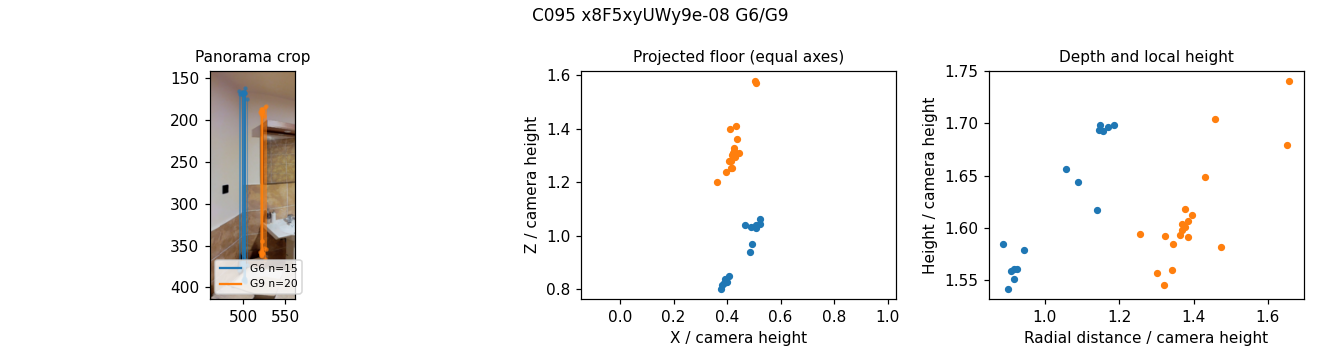 C095 x8F5xyUWy9e-08 G6/G9
Panorama crop
150
200
250
300
350
400
500
550
G6 n=15
G9 n=20
Projected floor (equal axes)
Z / camera height
1.6
1.4
1.2
1.0
0.8
0.0
0.2
0.4
0.6
0.8
1.0
X / camera height
Depth and local height
Height / camera height
1.75
1.70
1.65
1.60
1.55
1.0
1.2
1.4
1.6
Radial distance / camera height